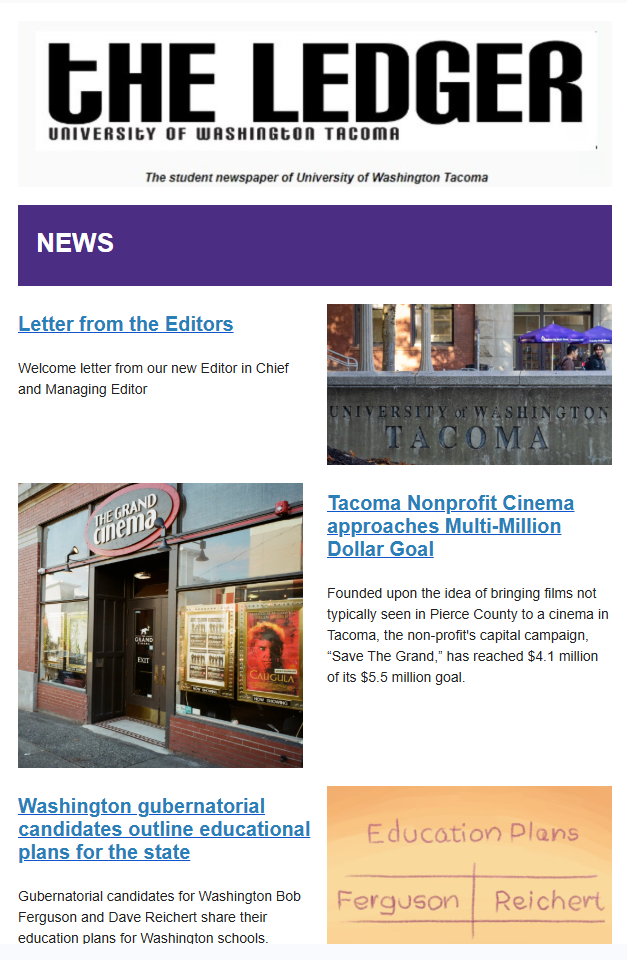 tHE LEDGER
UNIVERSITY OF WASHINGTON TACOMA
The student newspaper of University of Washington Tacoma
NEWS
Letter from the Editors
Welcome letter from our new Editor in Chief
and Managing Editor
UNIVERSITY of WASHINGTON
TACOMA
THE GRAND
cinema
GRAND
EXIT
CALIGULA
NOW SHOWING
NOW SHOWING
Tacoma Nonprofit Cinema
approaches Multi-Million
Dollar Goal
Founded upon the idea of bringing films not
typically seen in Pierce County to a cinema in
Tacoma, the non-profit's capital campaign,
“Save The Grand,” has reached $4.1 million
of its $5.5 million goal.
Washington gubernatorial
candidates outline educational
plans for the state
Gubernatorial candidates for Washington Bob
Ferguson and Dave Reichert share their
education plans for Washington schools.
Education Plans
Ferguson Reichert